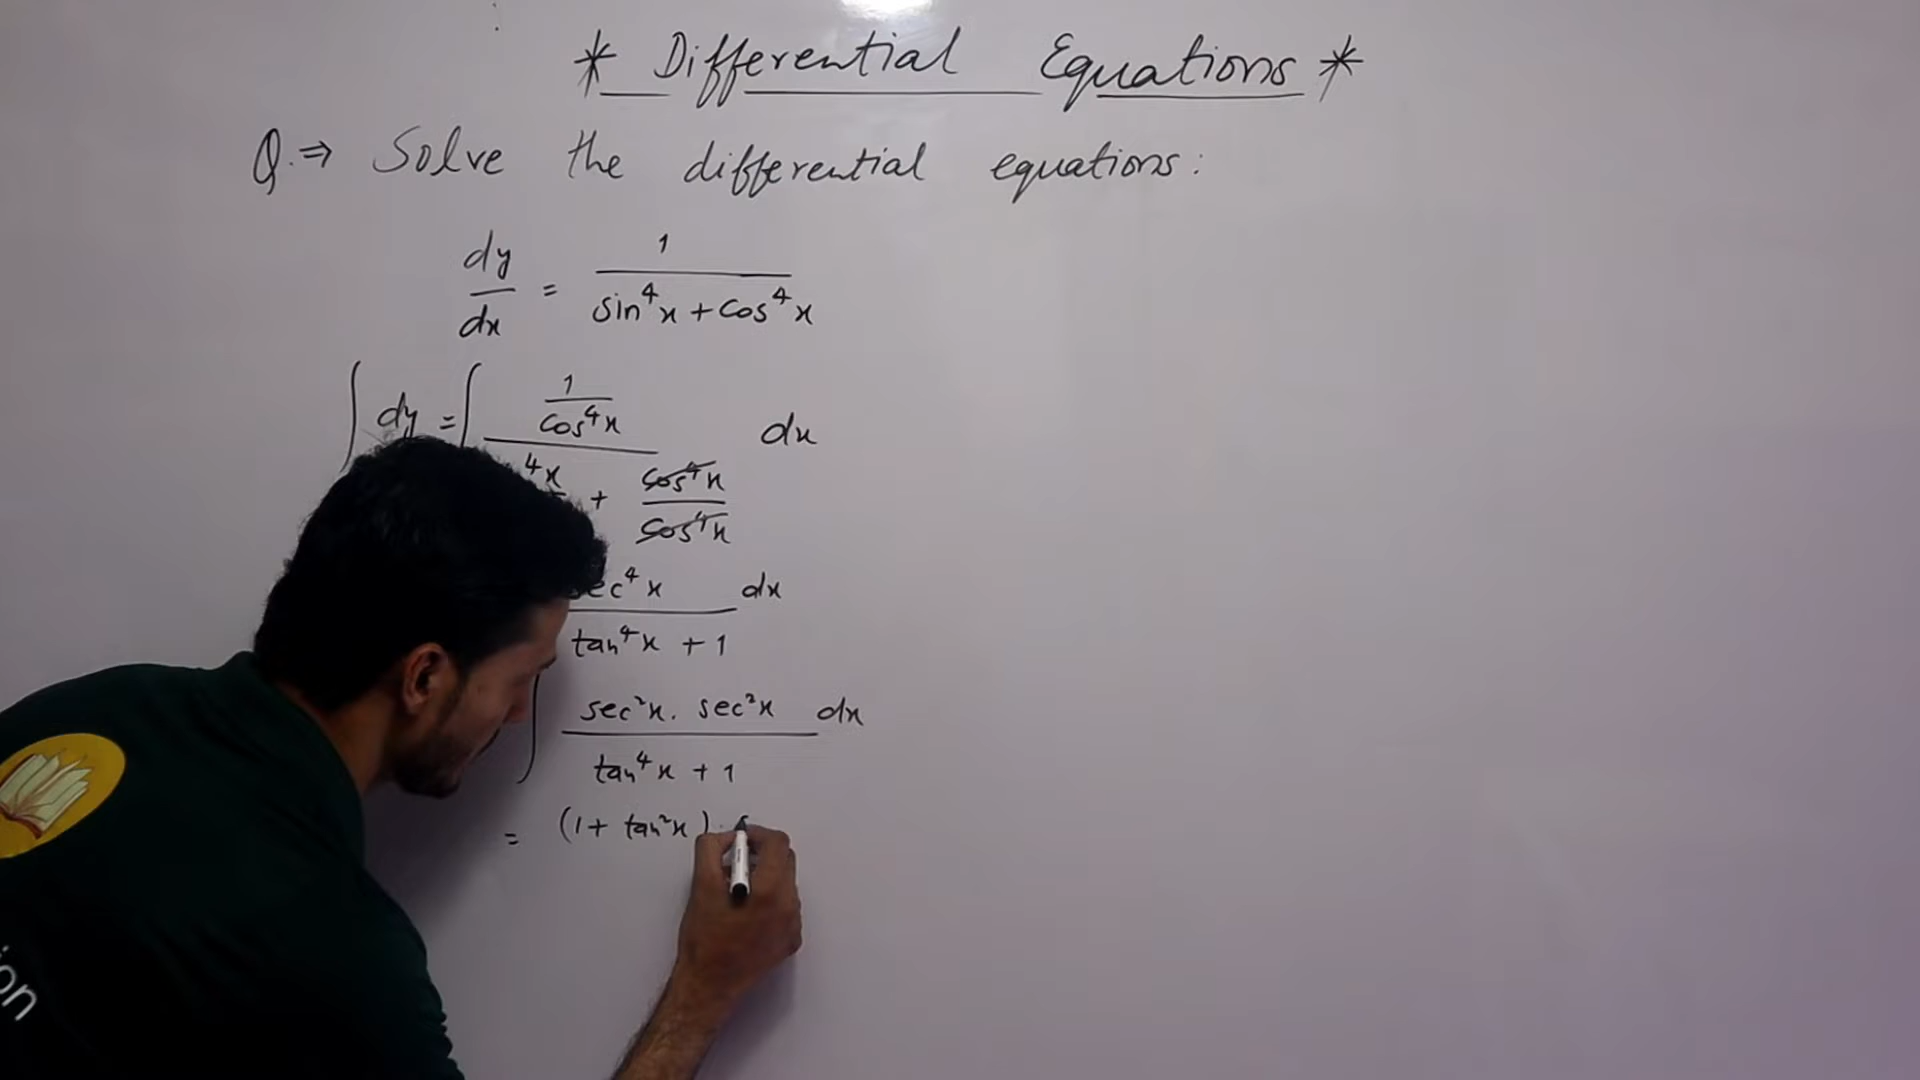 * Differential Equations *
Q. ⇒ Solve the differential equations:
dy/dx = 1/(sin⁴x + cos⁴x)
∫ dy = ∫ (1/cos⁴x)/( ⁴x + cos⁴x/cos⁴x) dx
sec⁴x/(tan⁴x + 1) dx
∫ sec²x . sec²x/(tan⁴x + 1) dx
= (1 + tan²x) .